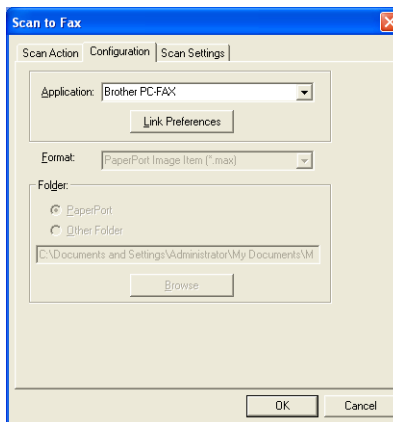 Scan to Fax
Scan Action Configuration Scan Settings
Application: Brother PC-FAX
Link Preferences
Format: PaperPort Image Item (*.max)
Folder:
PaperPort
Other Folder
C:\Documents and Settings\Administrator\My Documents\M
Browse
OK Cancel